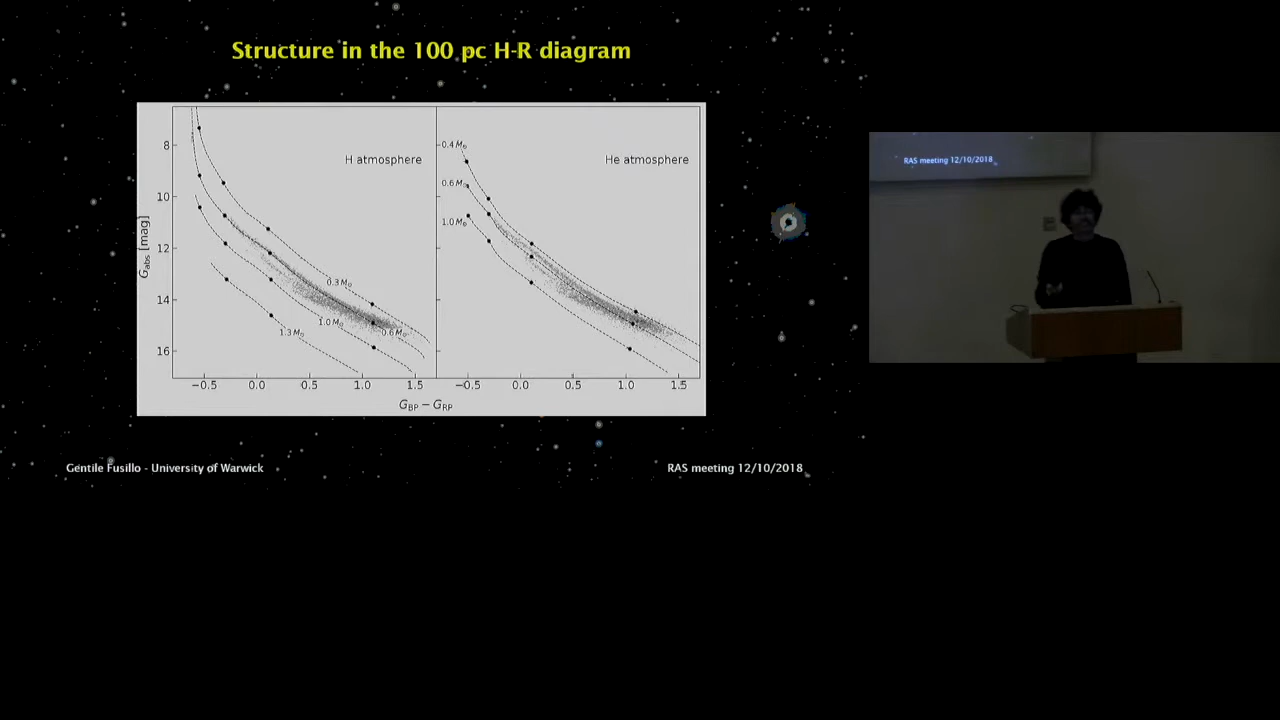 Structure in the 100 pc H-R diagram
H atmosphere
He atmosphere
8
10
12
14
16
G_abs [mag]
0.3 M⊙
1.0 M⊙
0.6 M⊙
1.3 M⊙
0.4 M⊙
0.6 M⊙
1.0 M⊙
−0.5 0.0 0.5 1.0 −0.5 0.0 0.5 1.0 1.5
G_BP − G_RP
Gentile Fusillo - University of Warwick
RAS meeting 12/10/2018
RAS meeting 12/10/2018